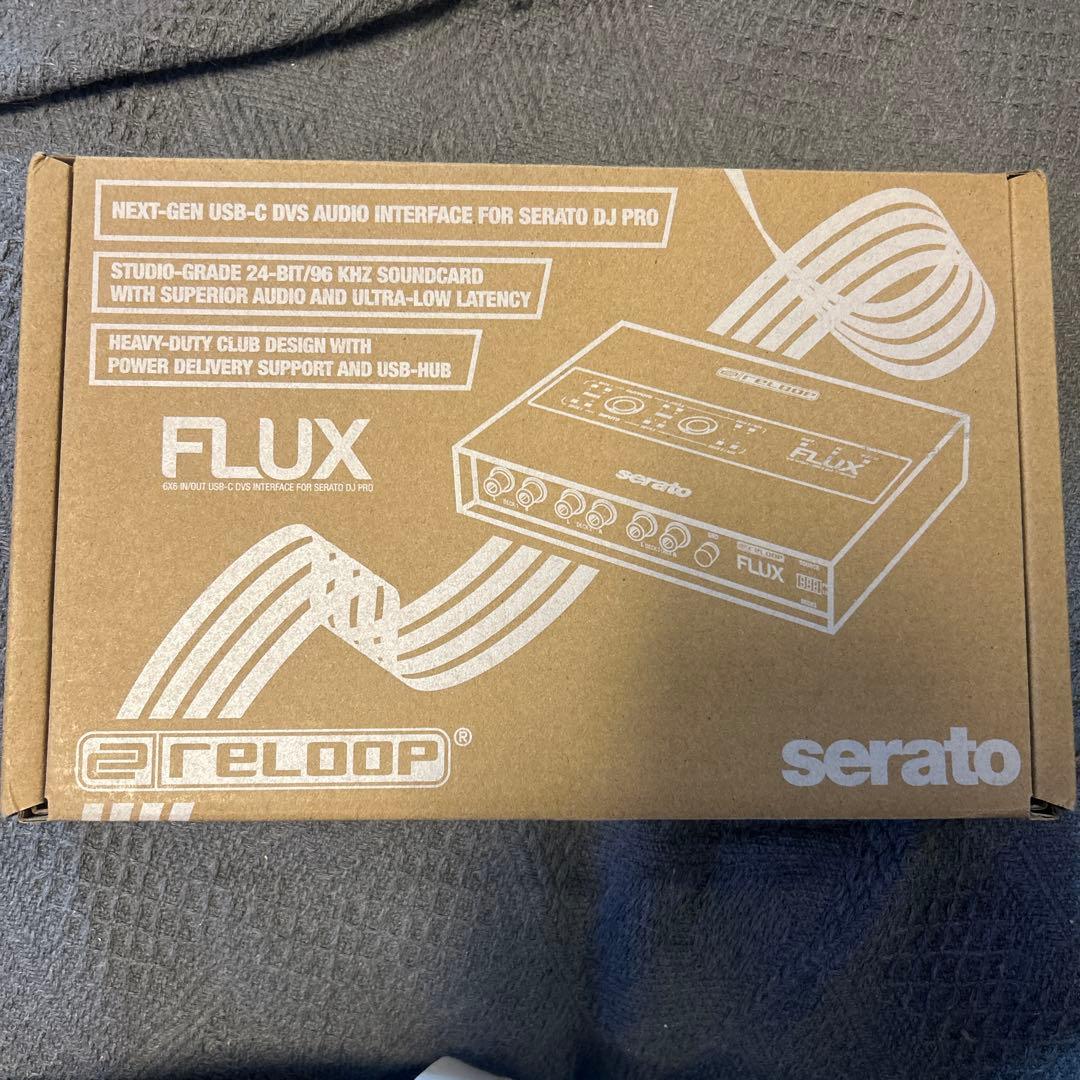 NEXT-GEN USB-C DVS AUDIO INTERFACE FOR SERATO DJ PRO
STUDIO-GRADE 24-BIT/96 KHZ SOUNDCARD
WITH SUPERIOR AUDIO AND ULTRA-LOW LATENCY
HEAVY-DUTY CLUB DESIGN WITH
POWER DELIVERY SUPPORT AND USB-HUB
FLUX
6X6 IN/OUT USB-C DVS INTERFACE FOR SERATO DJ PRO
reloop
FLUX
serato
FLUX
reloop®
serato